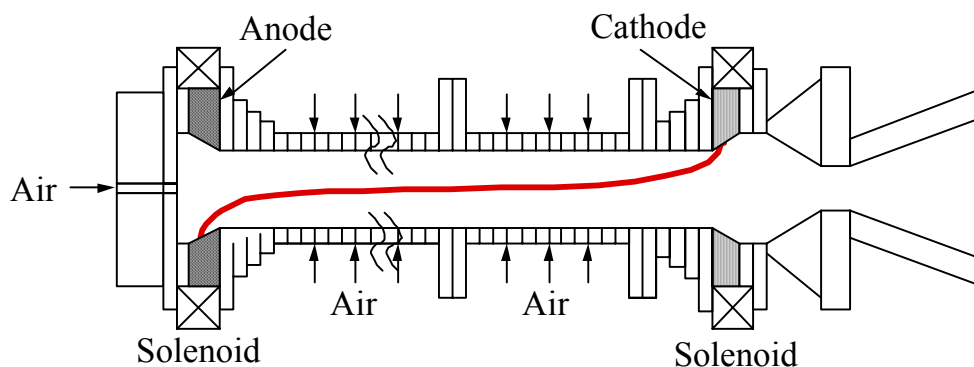 Anode
Cathode
Air
Air
Air
Solenoid
Solenoid